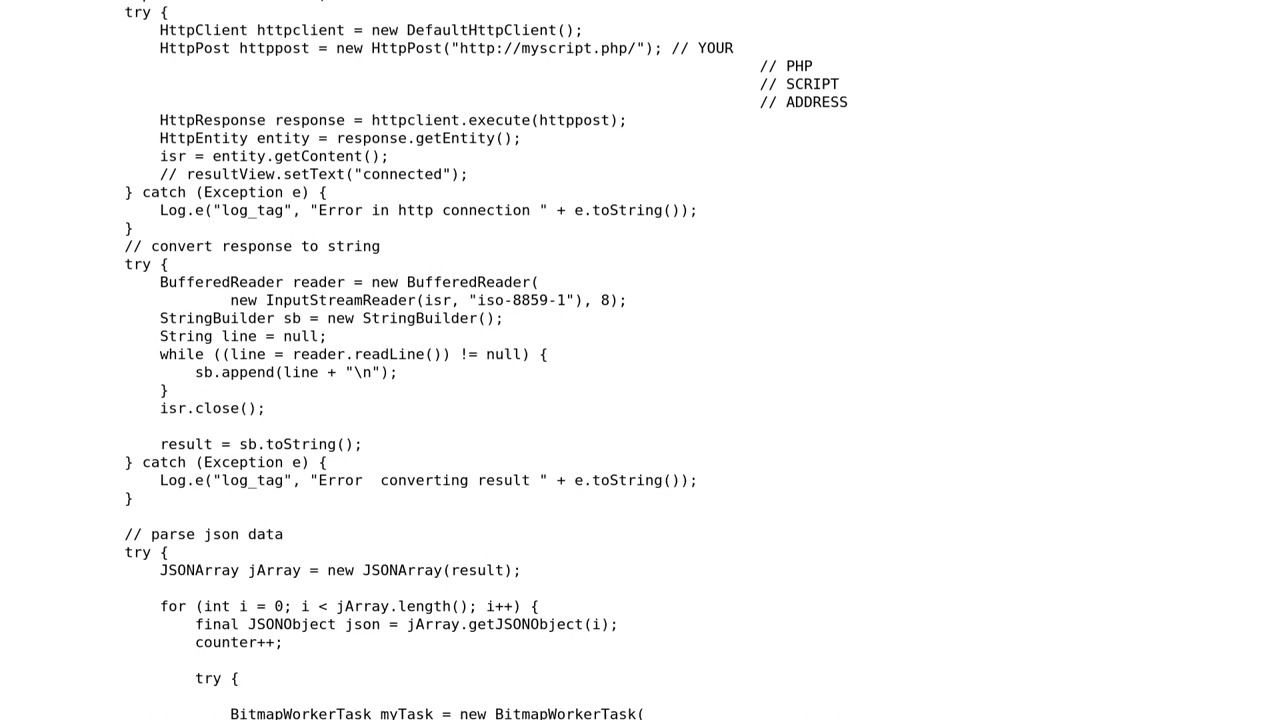 try {
HttpClient httpclient = new DefaultHttpClient();
HttpPost httppost = new HttpPost("http://myscript.php/"); // YOUR
// PHP
// SCRIPT
// ADDRESS
HttpResponse response = httpclient.execute(httppost);
HttpEntity entity = response.getEntity();
isr = entity.getContent();
// resultView.setText("connected");
} catch (Exception e) {
Log.e("log_tag", "Error in http connection " + e.toString());
}
// convert response to string
try {
BufferedReader reader = new BufferedReader(
new InputStreamReader(isr, "iso-8859-1"), 8);
StringBuilder sb = new StringBuilder();
String line = null;
while ((line = reader.readLine()) != null) {
sb.append(line + "\n");
}
isr.close();
result = sb.toString();
} catch (Exception e) {
Log.e("log_tag", "Error  converting result " + e.toString());
}
// parse json data
try {
JSONArray jArray = new JSONArray(result);
for (int i = 0; i < jArray.length(); i++) {
final JSONObject json = jArray.getJSONObject(i);
counter++;
try {
BitmapWorkerTask myTask = new BitmapWorkerTask(